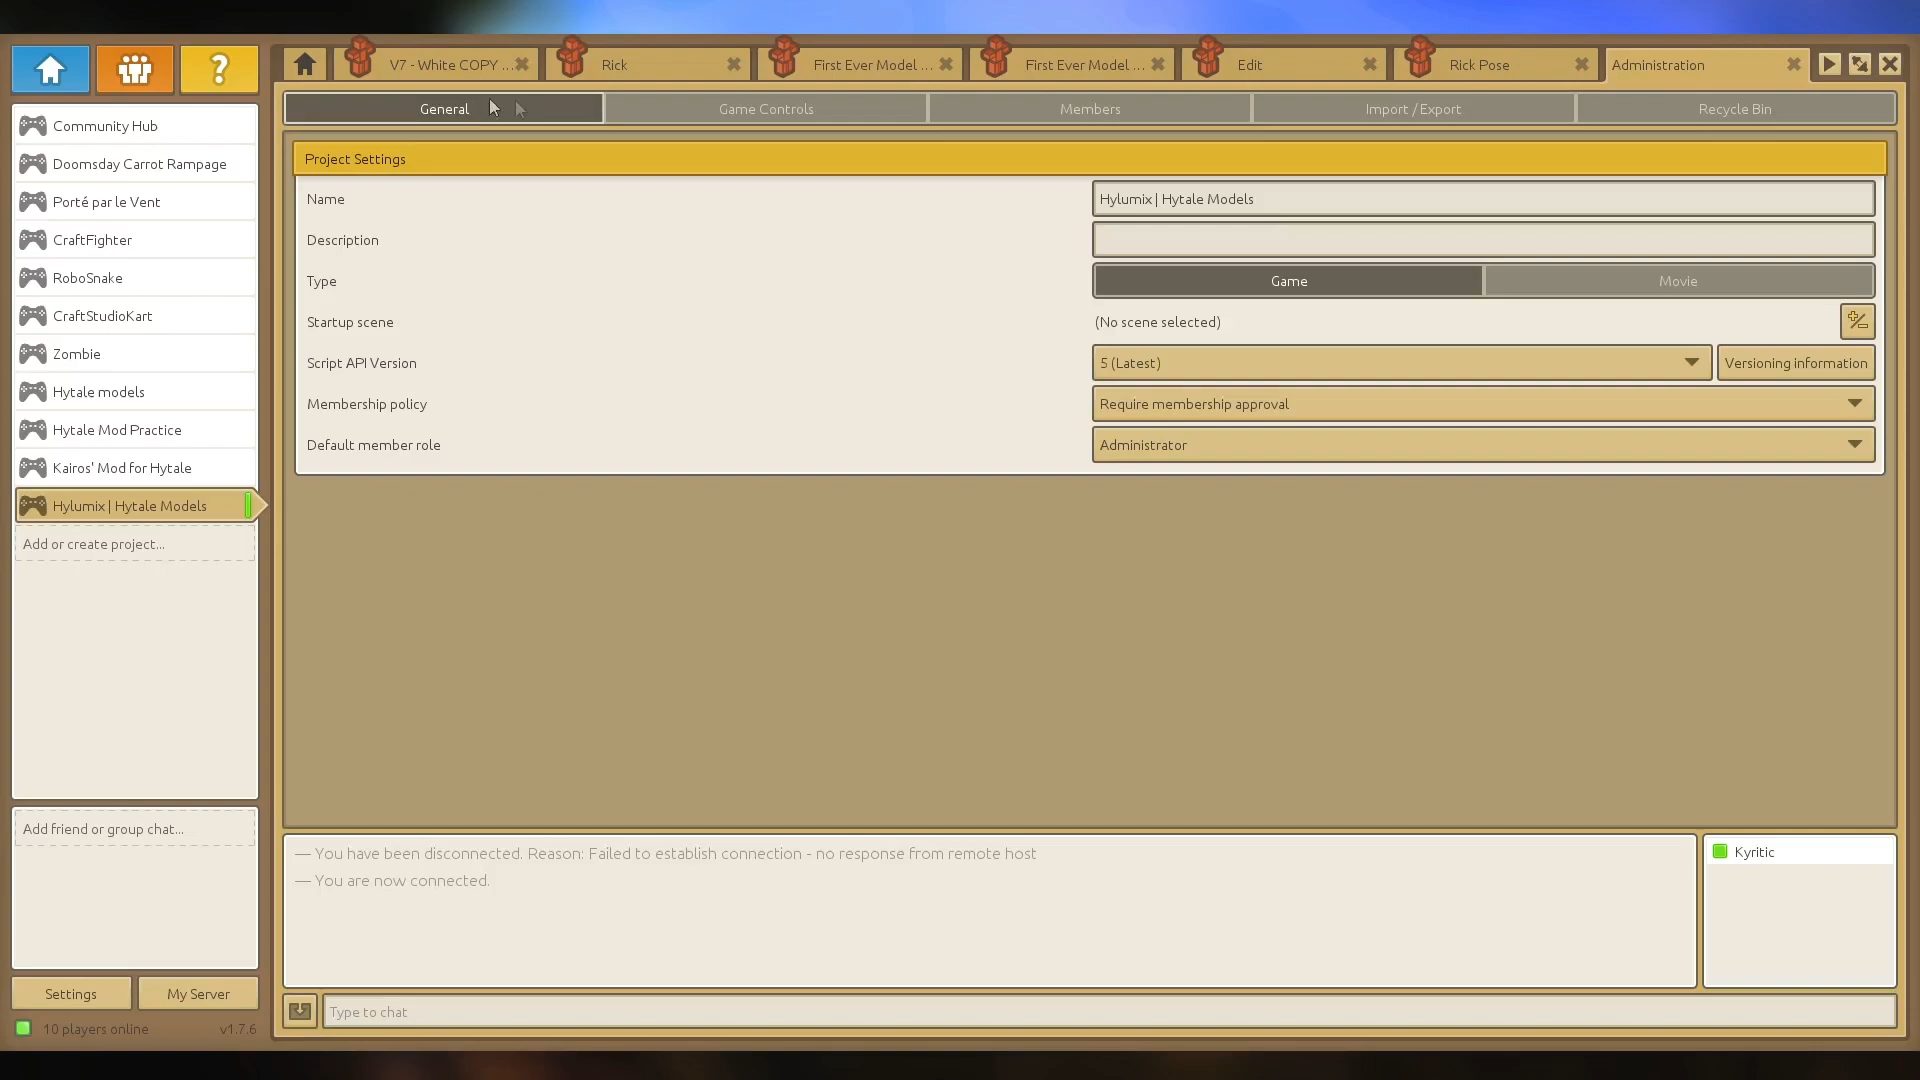 V7 - White COPY ...
Rick
First Ever Model ...
First Ever Model ...
Edit
Rick Pose
Administration
General
Game Controls
Members
Import / Export
Recycle Bin
Community Hub
Doomsday Carrot Rampage
Porté par le Vent
CraftFighter
RoboSnake
CraftStudioKart
Zombie
Hytale models
Hytale Mod Practice
Kairos' Mod for Hytale
Hylumix | Hytale Models
Add or create project...
Project Settings
Name
Hylumix | Hytale Models
Description
Type
Game
Movie
Startup scene
(No scene selected)
Script API Version
5 (Latest)
Versioning information
Membership policy
Require membership approval
Default member role
Administrator
Add friend or group chat...
— You have been disconnected. Reason: Failed to establish connection - no response from remote host
— You are now connected.
Kyritic
Settings
My Server
Type to chat
10 players online
v1.7.6